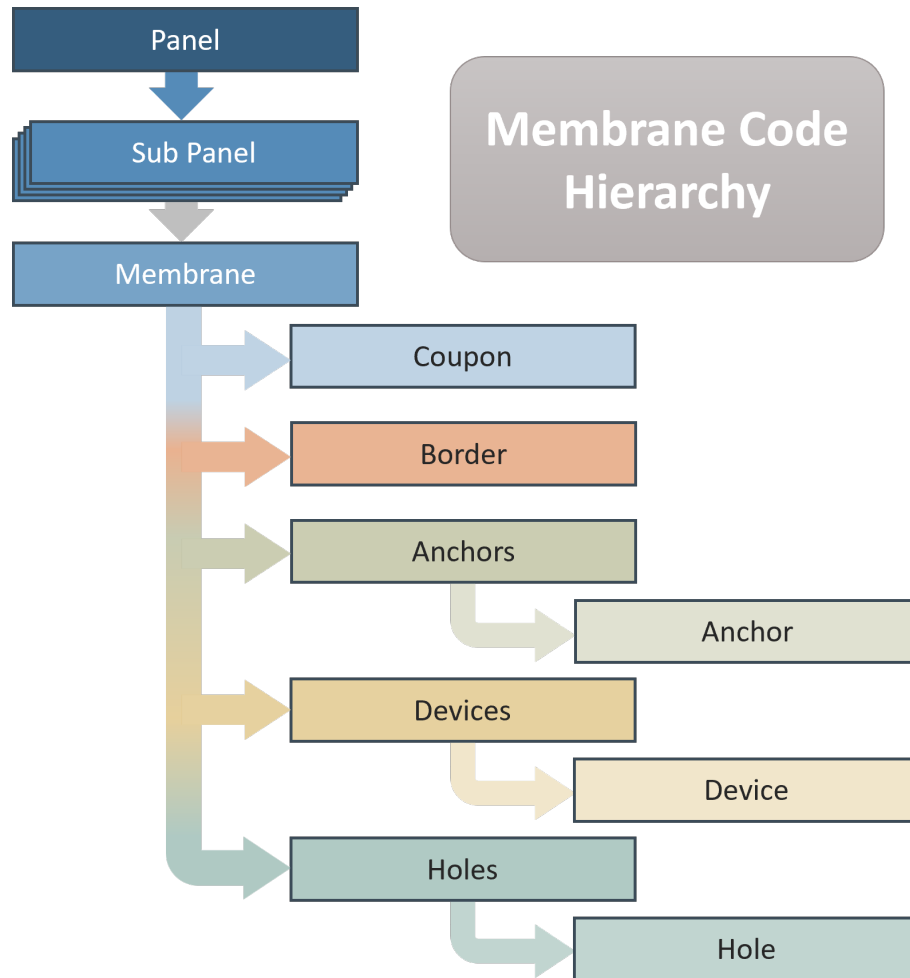 Panel
Membrane Code
Hierarchy
Sub Panel
Membrane
Coupon
Border
Anchors
Anchor
Devices
Device
Holes
Hole